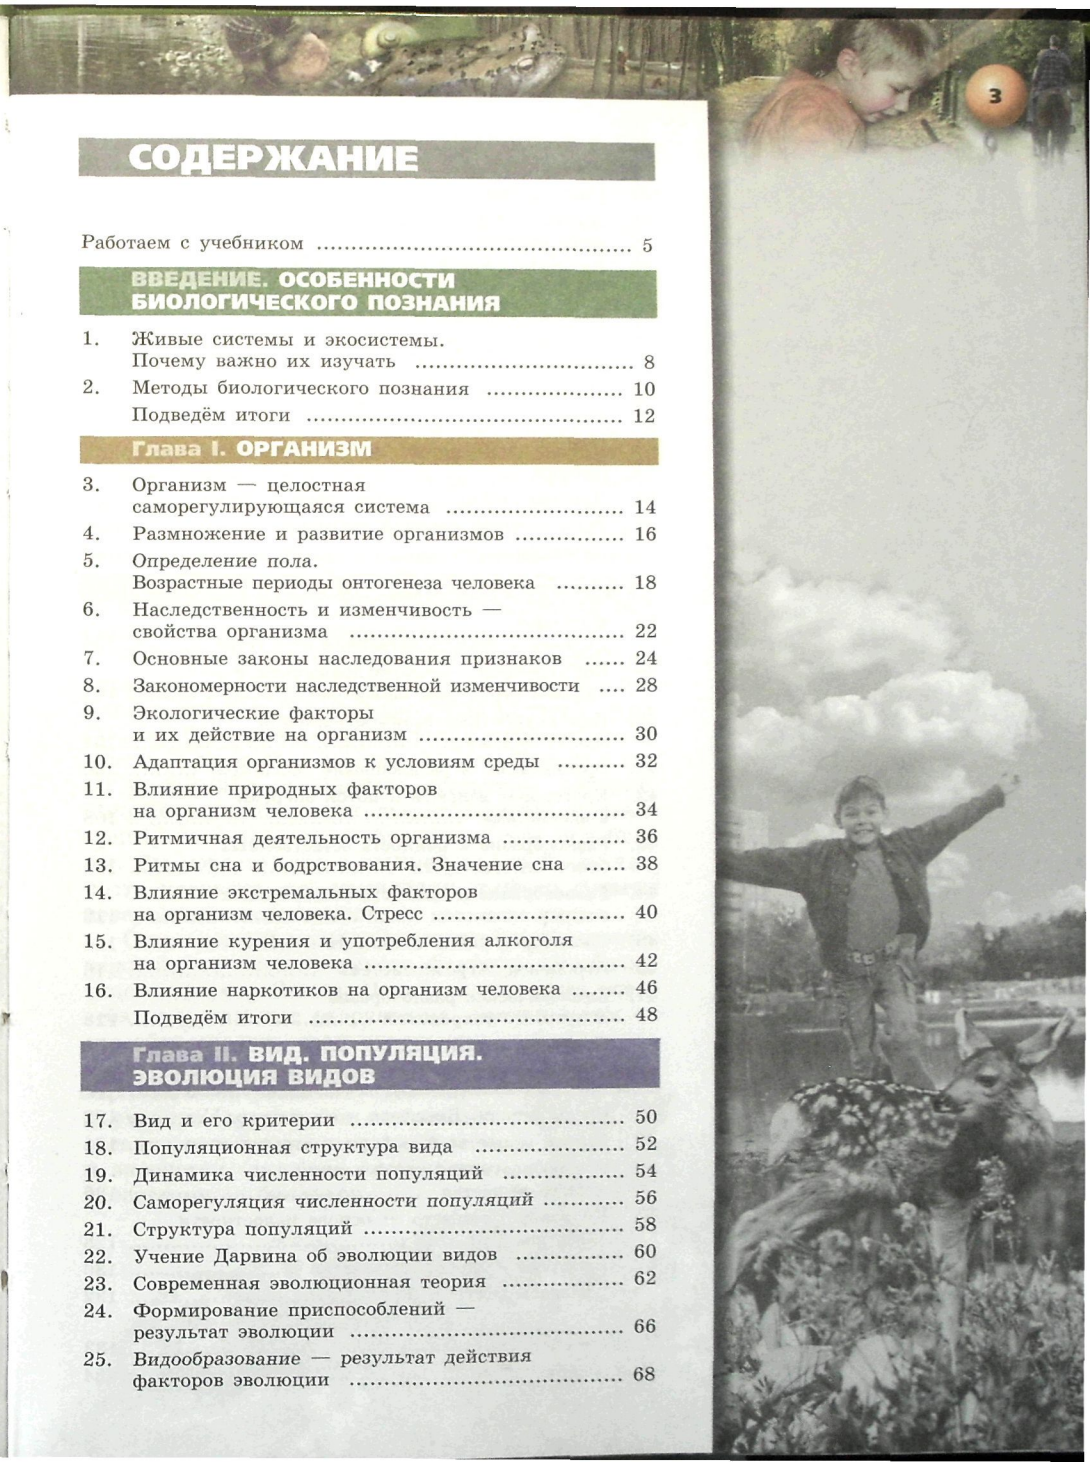 3
СОДЕРЖАНИЕ
Работаем с учебником ................................................ 5
ВВЕДЕНИЕ. ОСОБЕННОСТИ
БИОЛОГИЧЕСКОГО ПОЗНАНИЯ
1. Живые системы и экосистемы.
Почему важно их изучать ................................ 8
2. Методы биологического познания .................... 10
Подведём итоги ............................................... 12
Глава I. ОРГАНИЗМ
3. Организм — целостная
саморегулирующаяся система .......................... 14
4. Размножение и развитие организмов ................ 16
5. Определение пола.
Возрастные периоды онтогенеза человека .......... 18
6. Наследственность и изменчивость —
свойства организма ......................................... 22
7. Основные законы наследования признаков ...... 24
8. Закономерности наследственной изменчивости .... 28
9. Экологические факторы
и их действие на организм ............................... 30
10. Адаптация организмов к условиям среды .......... 32
11. Влияние природных факторов
на организм человека ....................................... 34
12. Ритмичная деятельность организма .................. 36
13. Ритмы сна и бодрствования. Значение сна ...... 38
14. Влияние экстремальных факторов
на организм человека. Стресс ............................ 40
15. Влияние курения и употребления алкоголя
на организм человека ....................................... 42
16. Влияние наркотиков на организм человека ........ 46
Подведём итоги ............................................... 48
Глава II. ВИД. ПОПУЛЯЦИЯ.
ЭВОЛЮЦИЯ ВИДОВ
17. Вид и его критерии ......................................... 50
18. Популяционная структура вида ...................... 52
19. Динамика численности популяций .................. 54
20. Саморегуляция численности популяций ............ 56
21. Структура популяций ....................................... 58
22. Учение Дарвина об эволюции видов ................ 60
23. Современная эволюционная теория .................. 62
24. Формирование приспособлений —
результат эволюции ......................................... 66
25. Видообразование — результат действия
факторов эволюции ......................................... 68